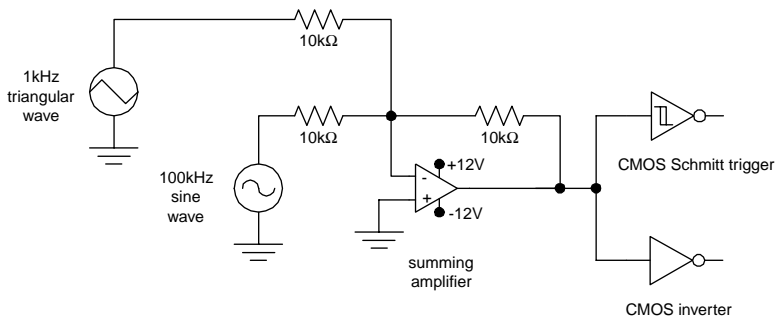 10kΩ
1kHz
triangular
wave
10kΩ
10kΩ
+12V
CMOS Schmitt trigger
100kHz
sine
wave
-
+
-12V
summing
amplifier
CMOS inverter